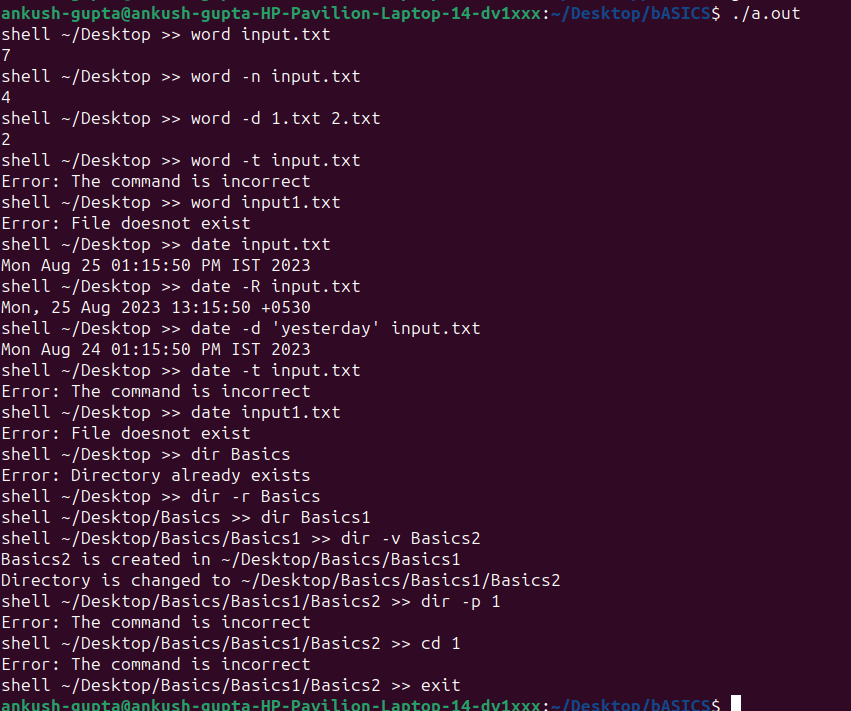 ankush-gupta@ankush-gupta-HP-Pavilion-Laptop-14-dv1xxx:~/Desktop/bASICS$ ./a.out
shell ~/Desktop >> word input.txt
7
shell ~/Desktop >> word -n input.txt
4
shell ~/Desktop >> word -d 1.txt 2.txt
2
shell ~/Desktop >> word -t input.txt
Error: The command is incorrect
shell ~/Desktop >> word input1.txt
Error: File doesnot exist
shell ~/Desktop >> date input.txt
Mon Aug 25 01:15:50 PM IST 2023
shell ~/Desktop >> date -R input.txt
Mon, 25 Aug 2023 13:15:50 +0530
shell ~/Desktop >> date -d 'yesterday' input.txt
Mon Aug 24 01:15:50 PM IST 2023
shell ~/Desktop >> date -t input.txt
Error: The command is incorrect
shell ~/Desktop >> date input1.txt
Error: File doesnot exist
shell ~/Desktop >> dir Basics
Error: Directory already exists
shell ~/Desktop >> dir -r Basics
shell ~/Desktop/Basics >> dir Basics1
shell ~/Desktop/Basics/Basics1 >> dir -v Basics2
Basics2 is created in ~/Desktop/Basics/Basics1
Directory is changed to ~/Desktop/Basics/Basics1/Basics2
shell ~/Desktop/Basics/Basics1/Basics2 >> dir -p 1
Error: The command is incorrect
shell ~/Desktop/Basics/Basics1/Basics2 >> cd 1
Error: The command is incorrect
shell ~/Desktop/Basics/Basics1/Basics2 >> exit
ankush-gupta@ankush-gupta-HP-Pavilion-Laptop-14-dv1xxx:~/Desktop/bASICS$